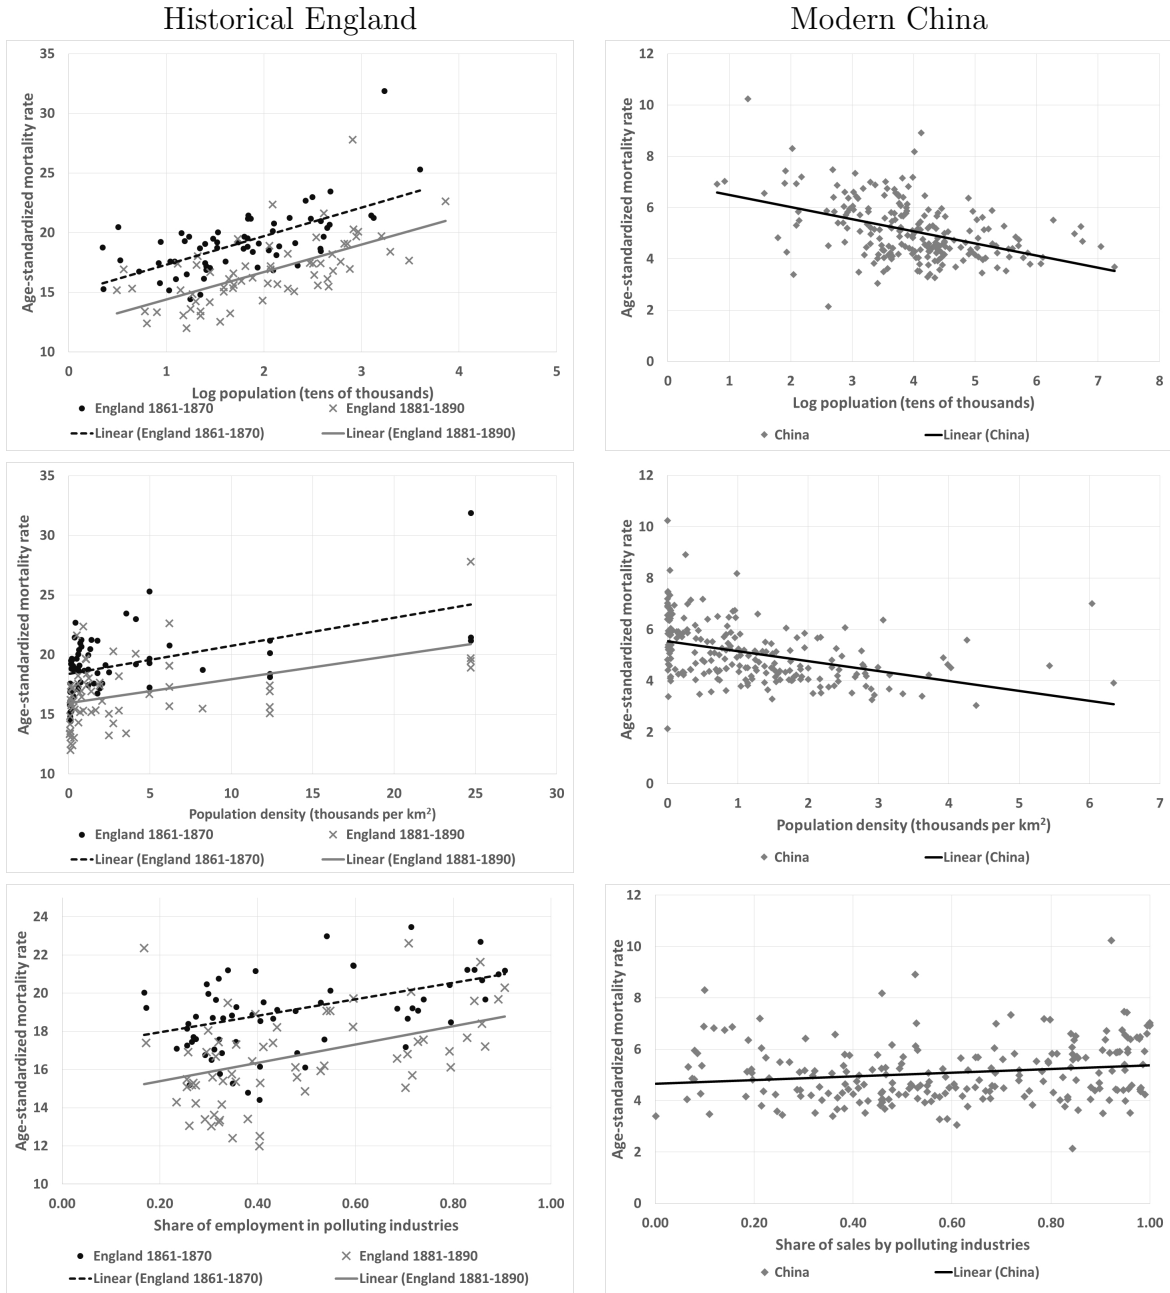 Historical England
Modern China
35
30
25
20
15
10
Age-standardized mortality rate
0 1 2 3 4 5
Log population (tens of thousands)
England 1861-1870 England 1881-1890
Linear (England 1861-1870) Linear (England 1881-1890)
12
10
8
6
4
2
0
Age-standardized mortality rate
0 1 2 3 4 5 6 7 8
Log popluation (tens of thousands)
China Linear (China)
35
30
25
20
15
10
Age-standardized mortality rate
0 5 10 15 20 25 30
Population density (thousands per km²)
England 1861-1870 England 1881-1890
Linear (England 1861-1870) Linear (England 1881-1890)
12
10
8
6
4
2
0
Age-standardized mortality rate
0 1 2 3 4 5 6 7
Population density (thousands per km²)
China Linear (China)
24
22
20
18
16
14
12
10
Age-standardized mortality rate
0.00 0.20 0.40 0.60 0.80 1.00
Share of employment in polluting industries
England 1861-1870 England 1881-1890
Linear (England 1861-1870) Linear (England 1881-1890)
12
10
8
6
4
2
0
Age-standardized mortality rate
0.00 0.20 0.40 0.60 0.80 1.00
Share of sales by polluting industries
China Linear (China)